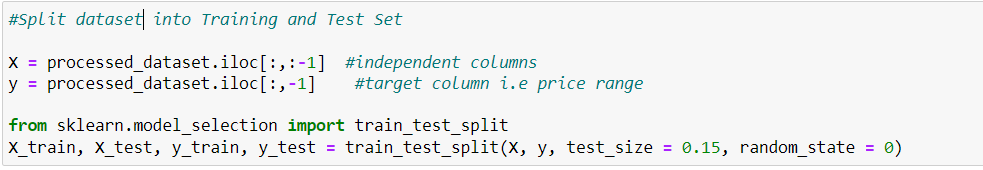 #Split dataset into Training and Test Set
X = processed_dataset.iloc[:,:-1]  #independent columns
y = processed_dataset.iloc[:,-1]    #target column i.e price range
from sklearn.model_selection import train_test_split
X_train, X_test, y_train, y_test = train_test_split(X, y, test_size = 0.15, random_state = 0)